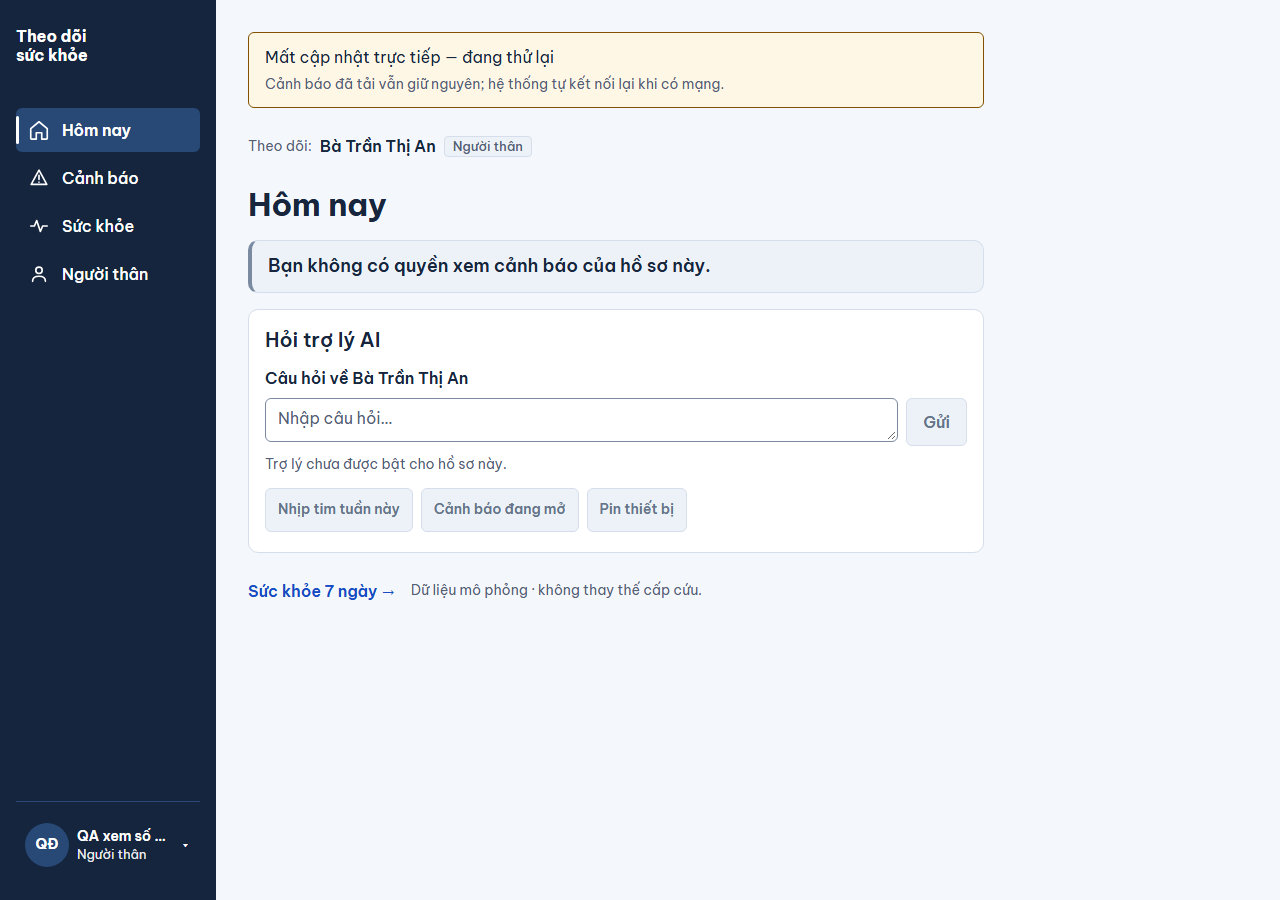 Theo dõi
sức khỏe
Hôm nay
Cảnh báo
Sức khỏe
Người thân
QĐ
QA xem số ...
Người thân
Mất cập nhật trực tiếp — đang thử lại
Cảnh báo đã tải vẫn giữ nguyên; hệ thống tự kết nối lại khi có mạng.
Theo dõi: Bà Trần Thị An Người thân
Hôm nay
Bạn không có quyền xem cảnh báo của hồ sơ này.
Hỏi trợ lý AI
Câu hỏi về Bà Trần Thị An
Nhập câu hỏi...
Gửi
Trợ lý chưa được bật cho hồ sơ này.
Nhịp tim tuần này Cảnh báo đang mở Pin thiết bị
Sức khỏe 7 ngày → Dữ liệu mô phỏng · không thay thế cấp cứu.